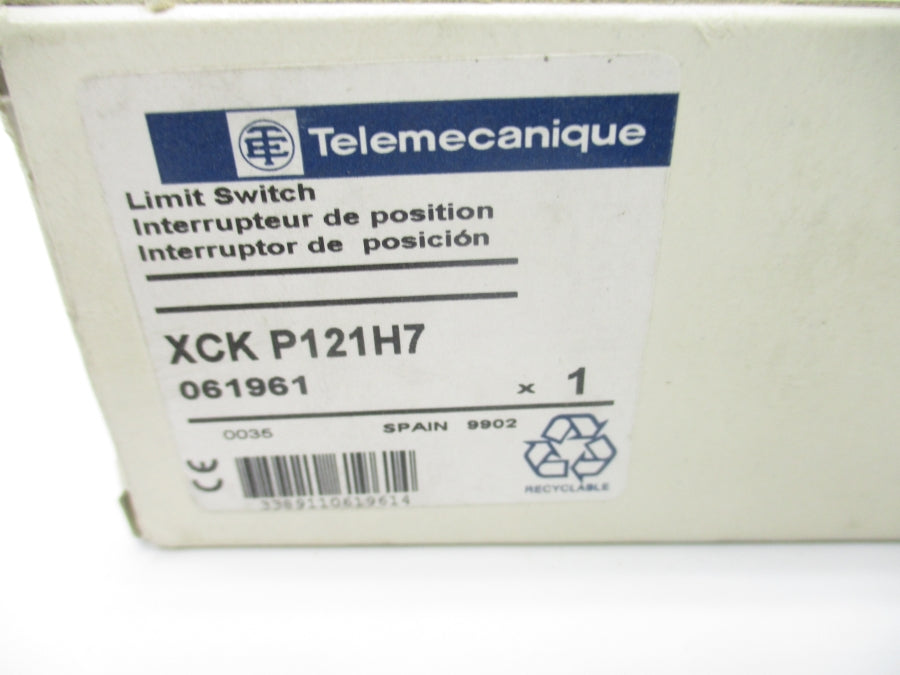 TE Telemecanique
Limit Switch
Interrupteur de position
Interruptor de posición
XCK P121H7
061961 x 1
0035 SPAIN 9902
CE
3389110619614
RECYCLABLE